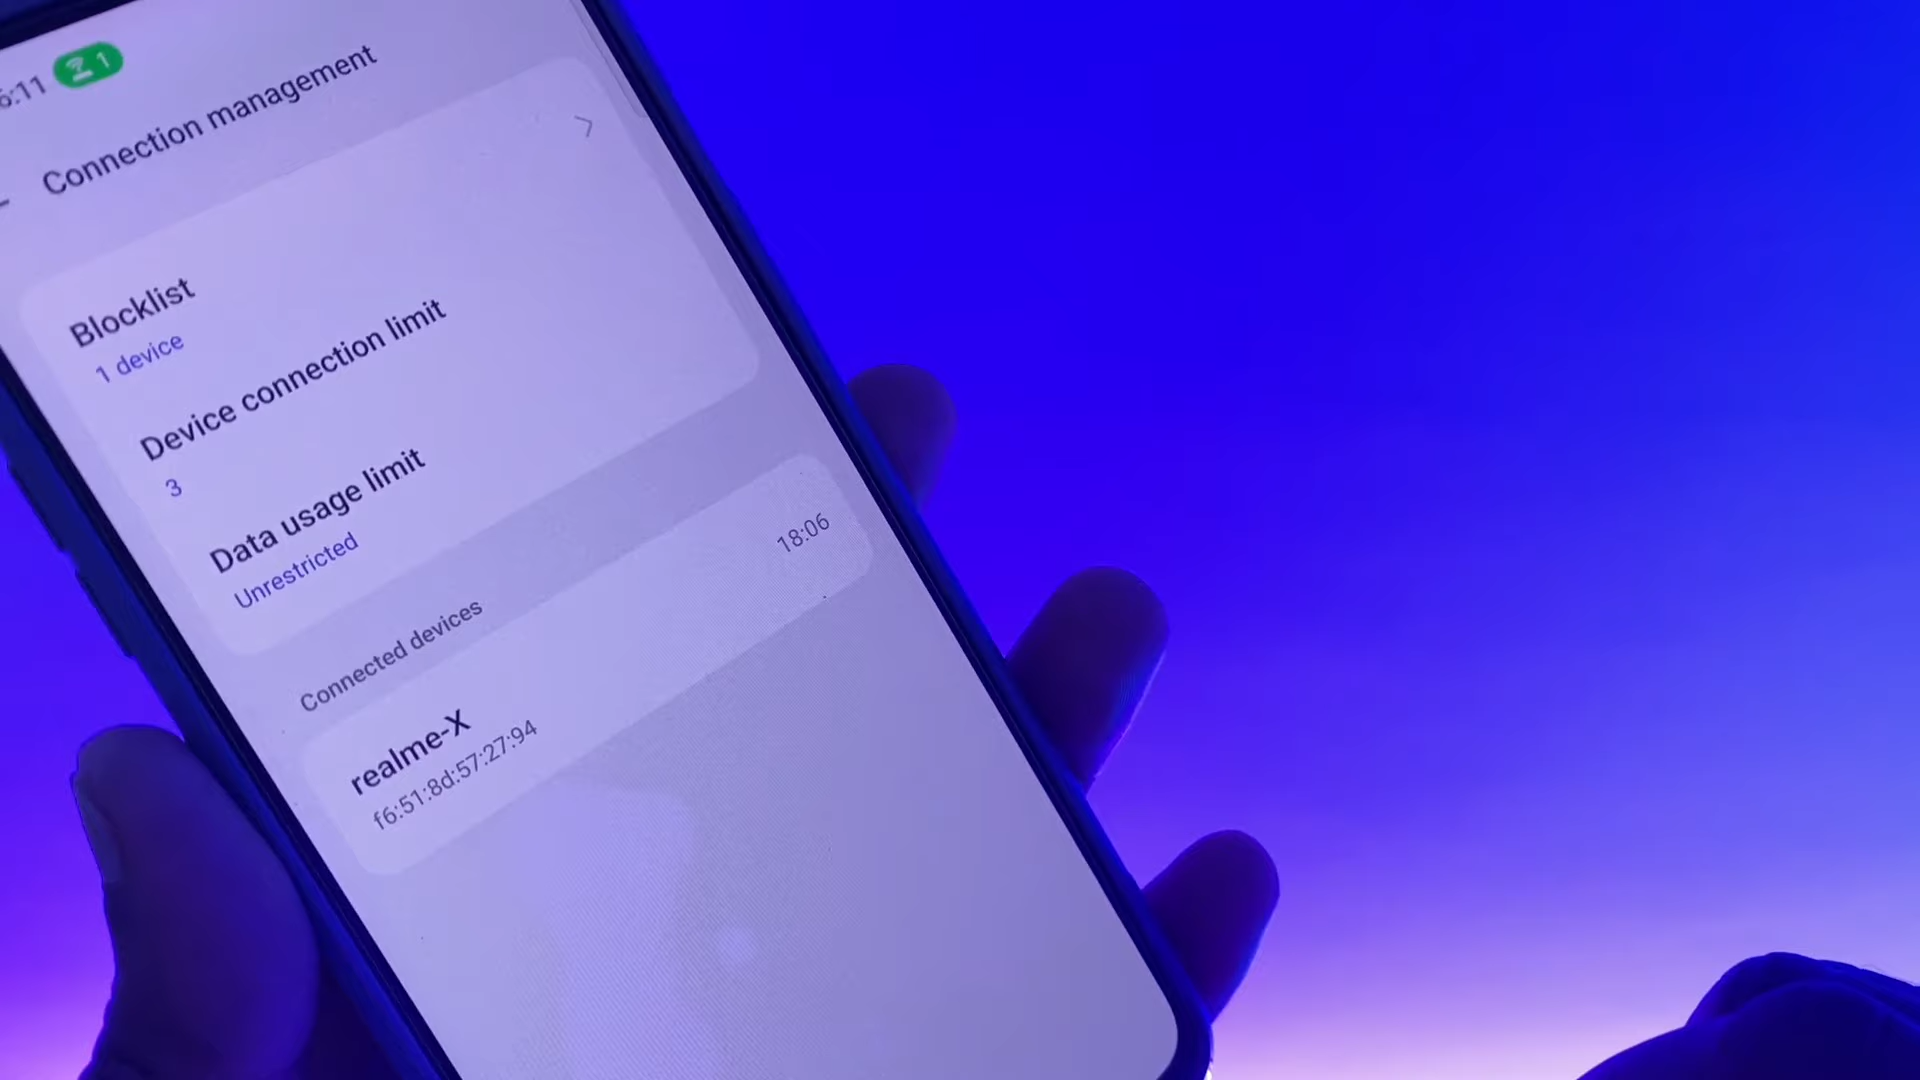 6:11 1
Connection management
Blocklist
1 device
Device connection limit
3
Data usage limit
Unrestricted
Connected devices
18:06
realme-X
f6:51:8d:57:27:94